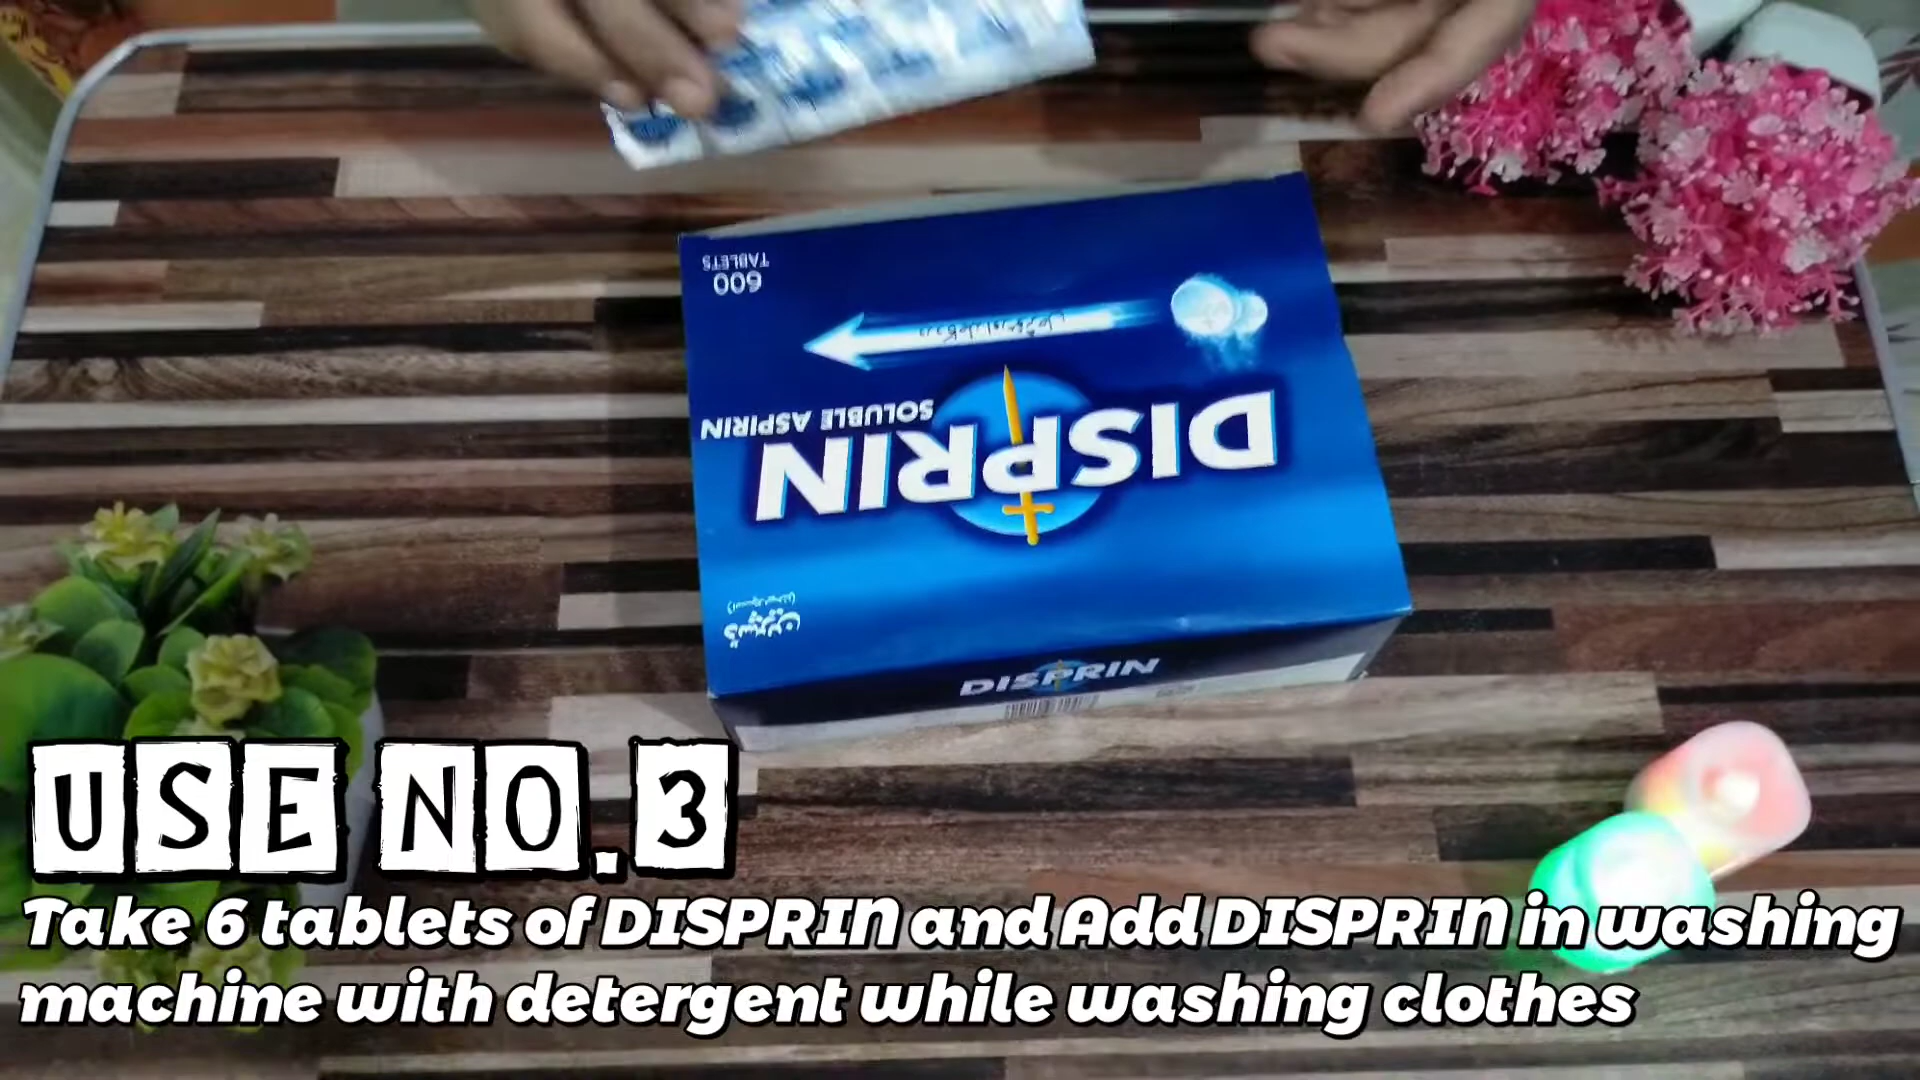 600
TABLETS
DISPRIN
SOLUBLE ASPIRIN
ڈسپرین
DISPRIN
USE NO.3
Take 6 tablets of DISPRIN and Add DISPRIN in washing
machine with detergent while washing clothes